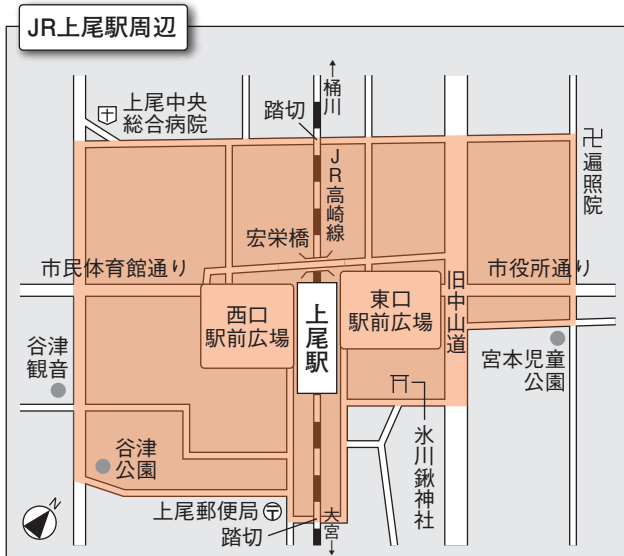 JR上尾駅周辺
桶川
上尾中央
総合病院
踏切
卍遍照院
JR高崎線
宏栄橋
市民体育館通り
市役所通り
西口
駅前広場
上尾駅
東口
駅前広場
旧中山道
谷津
観音
宮本児童
公園
氷川鍬神社
谷津
公園
上尾郵便局〒
大宮
踏切
N